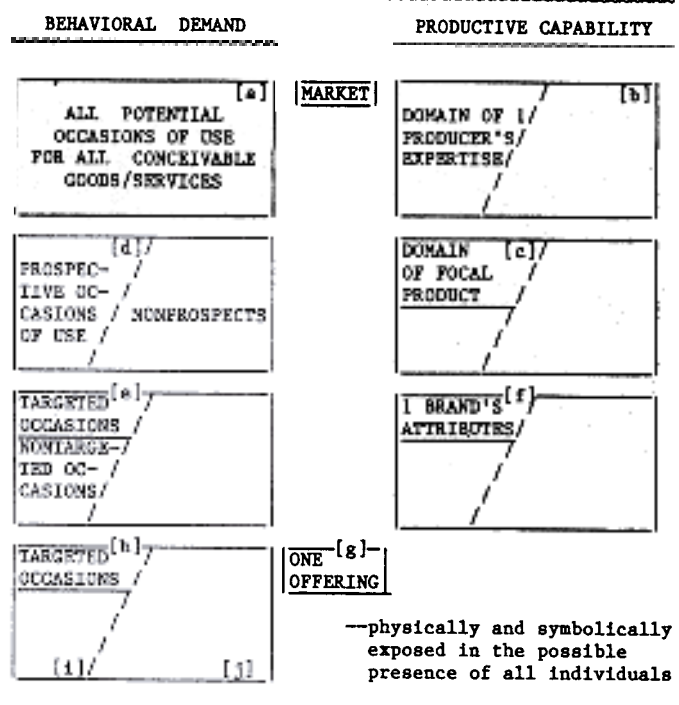 BEHAVIORAL DEMAND
PRODUCTIVE CAPABILITY
[a]
ALL POTENTIAL
OCCASIONS OF USE
FOR ALL CONCEIVABLE
GOODS/SERVICES
MARKET
[b]
DOMAIN OF 1
PRODUCER'S
EXPERTISE
[d]
PROSPEC-
TIVE OC-
CASIONS
OF USE
NONPROSPECTS
DOMAIN [c]
OF FOCAL
PRODUCT
TARGETED [e]
OCCASIONS
NONTARGE-
TED OC-
CASIONS
1 BRAND'S [f]
ATTRIBUTES
TARGETED [h]
OCCASIONS
[i] [j]
ONE [g]
OFFERING
--physically and symbolically
exposed in the possible
presence of all individuals